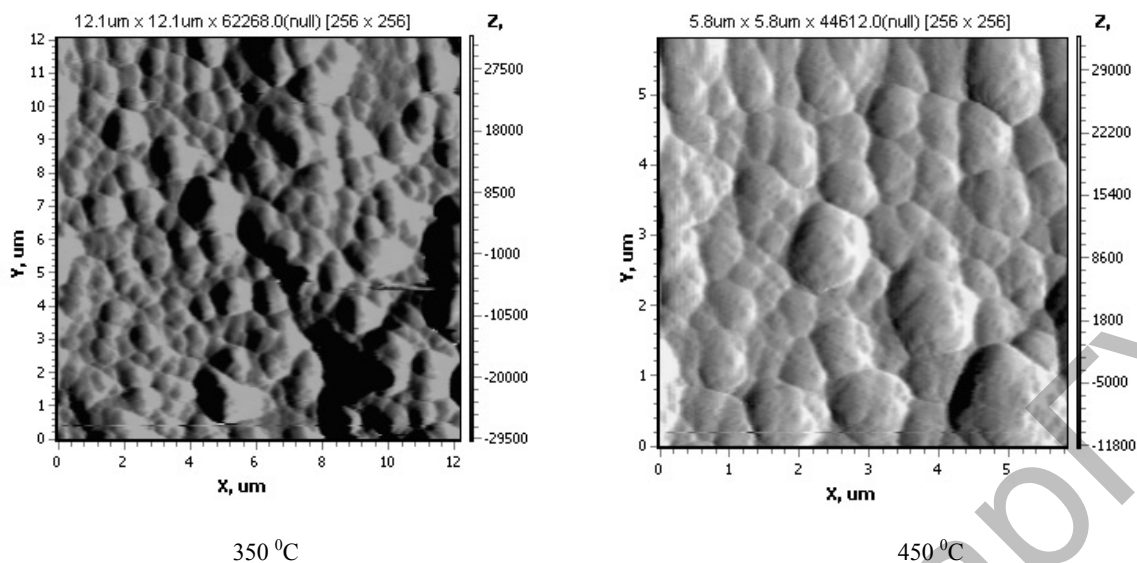 12.1um x 12.1um x 62268.0(null) [256 x 256]
Z,
12
11
10
9
8
7
6
5
4
3
2
1
0
Y, um
0 2 4 6 8 10 12
X, um
27500
18000
8500
-1000
-10500
-20000
-29500
350 ⁰C
5.8um x 5.8um x 44612.0(null) [256 x 256]
Z,
5
4
3
2
1
0
Y, um
0 1 2 3 4 5
X, um
29000
22200
15400
8600
1800
-5000
-11800
450 ⁰C